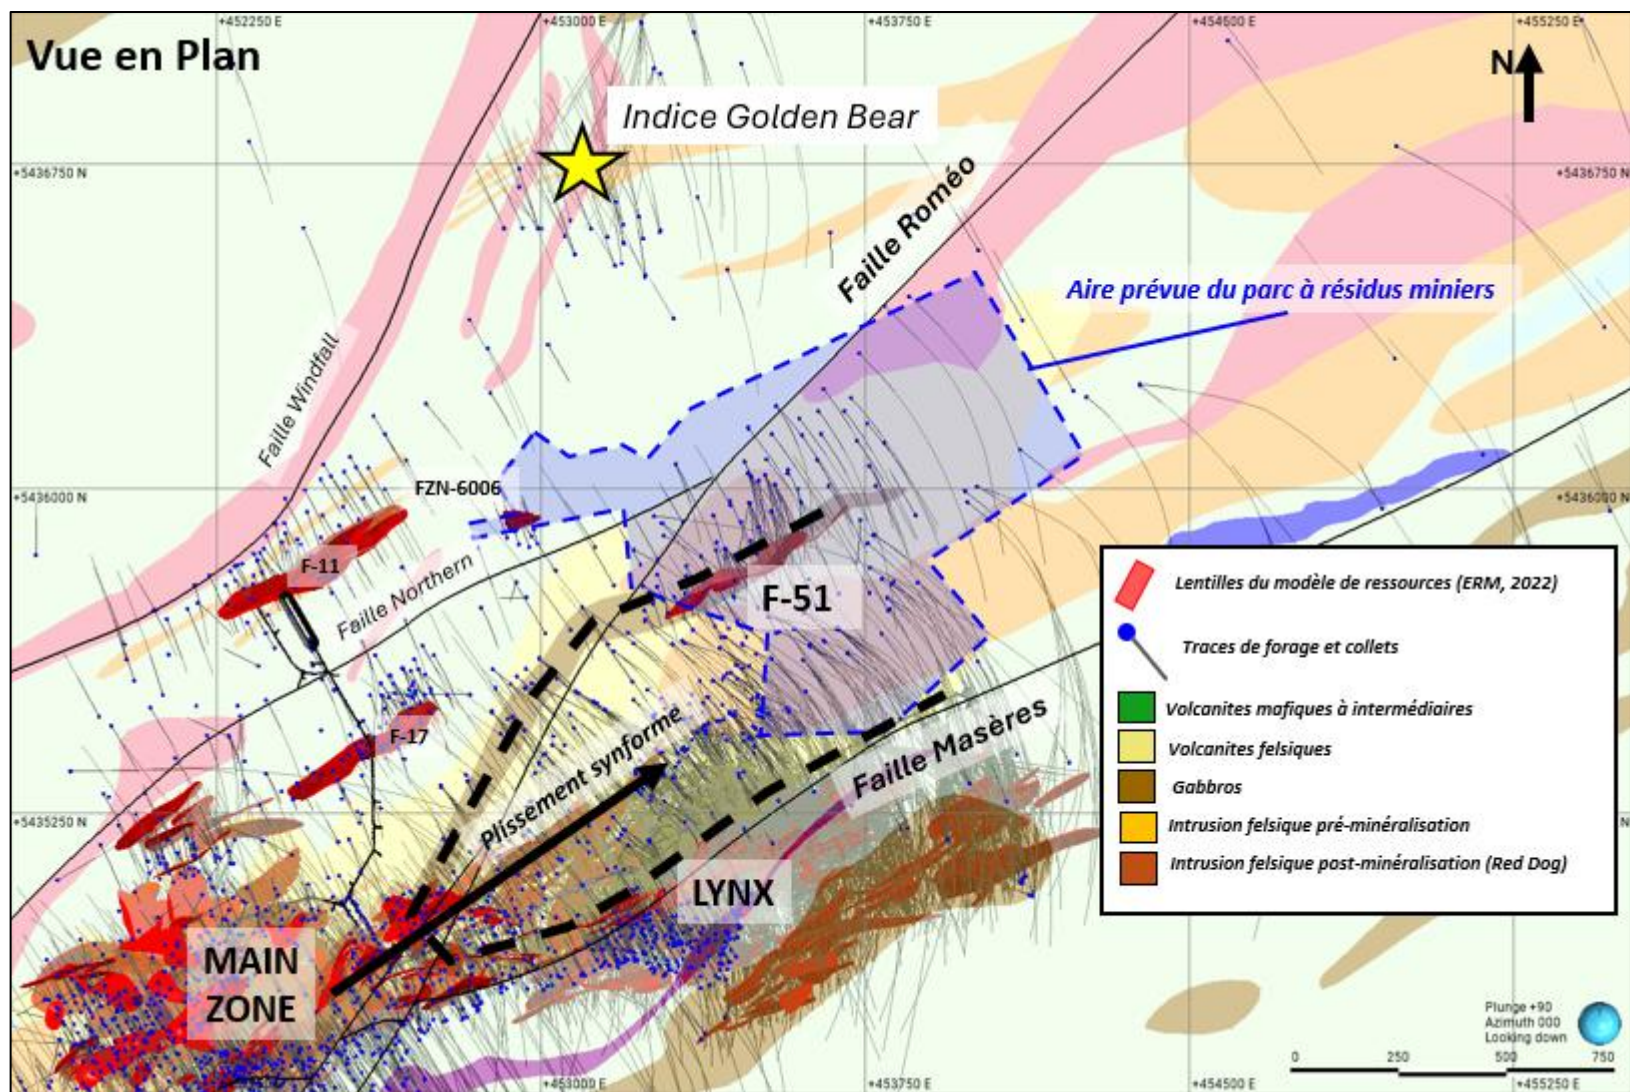 +452250 E
+453000 E
+453750 E
+454500 E
+455250 E
Vue en Plan
N
Indice Golden Bear
+5436750 N
+5436750 N
Faille Roméo
Aire prévue du parc à résidus miniers
Faille Windfall
FZN-6006
+5436000 N
+5436000 N
F-11
Faille Northern
F-51
Lentilles du modèle de ressources (ERM, 2022)
Traces de forage et collets
Volcanites mafiques à intermédiaires
Volcanites felsiques
Gabbros
Intrusion felsique pré-minéralisation
Intrusion felsique post-minéralisation (Red Dog)
F-17
Plissement synforme
Faille Masères
+5435250 N
N
LYNX
MAIN
ZONE
Plunge +90
Azimuth 000
Looking down
0 250 500 750
+453000 E
+453750 E
+454500 E
+455250 E